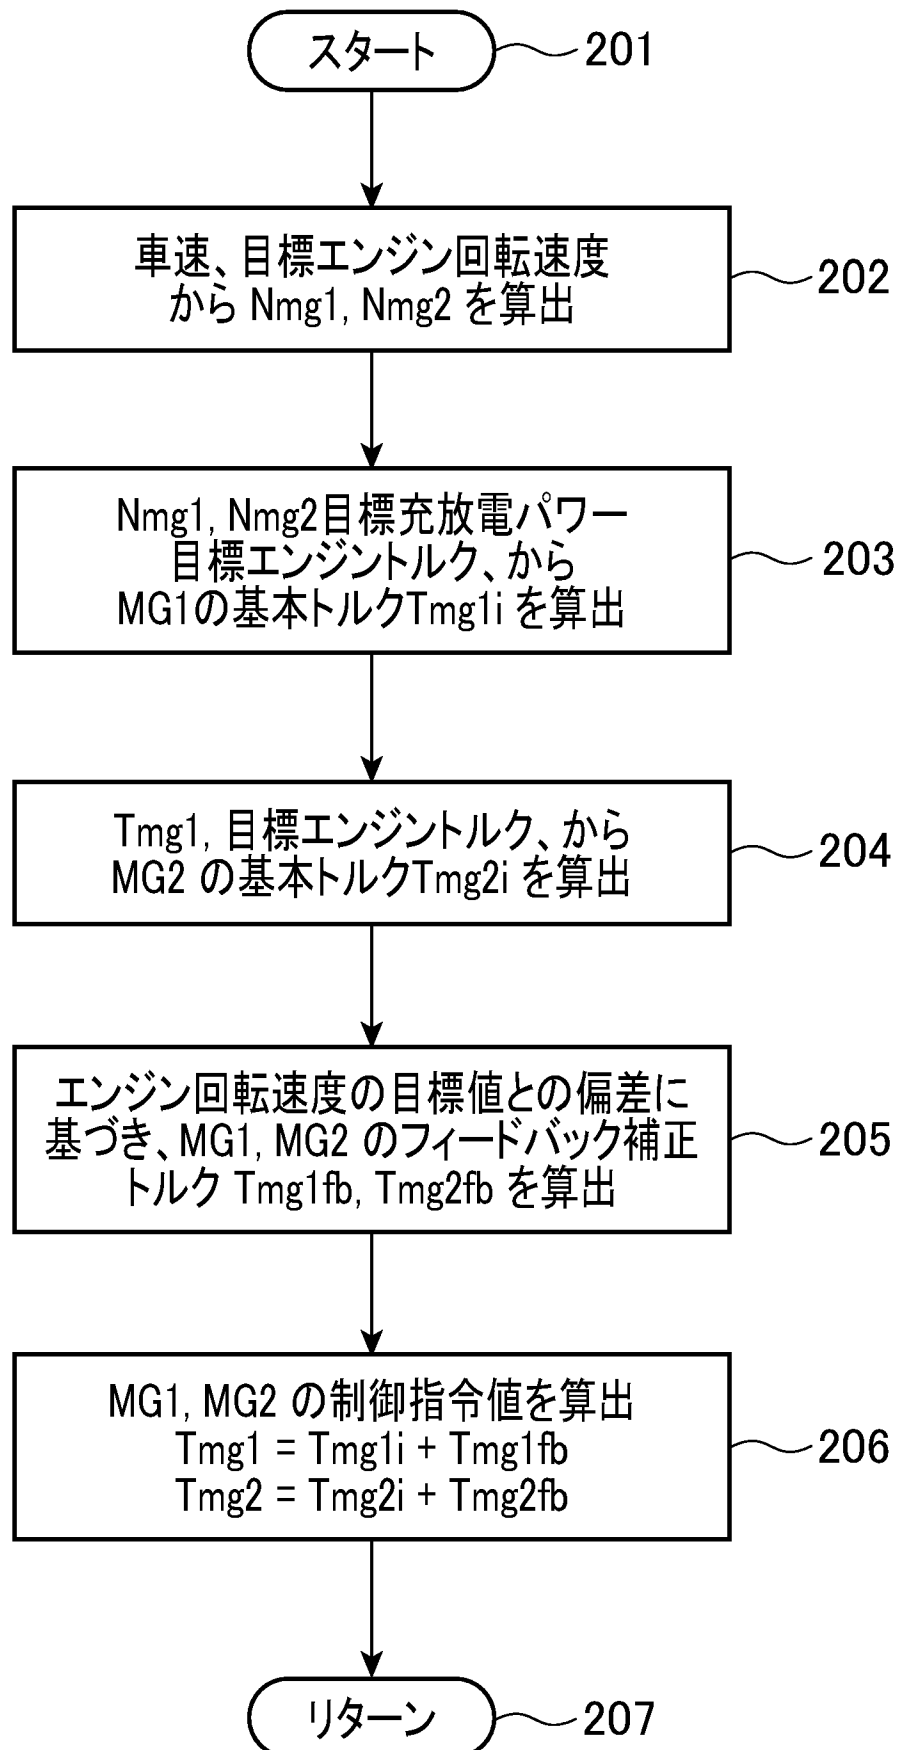 スタート
201
車速、目標エンジン回転速度
から Nmg1, Nmg2 を算出
202
Nmg1, Nmg2目標充放電パワー
目標エンジントルク、から
MG1の基本トルクTmg1i を算出
203
Tmg1, 目標エンジントルク、から
MG2 の基本トルクTmg2i を算出
204
エンジン回転速度の目標値との偏差に
基づき、MG1, MG2 のフィードバック補正
トルク Tmg1fb, Tmg2fb を算出
205
MG1, MG2 の制御指令値を算出
Tmg1 = Tmg1i + Tmg1fb
Tmg2 = Tmg2i + Tmg2fb
206
リターン
207